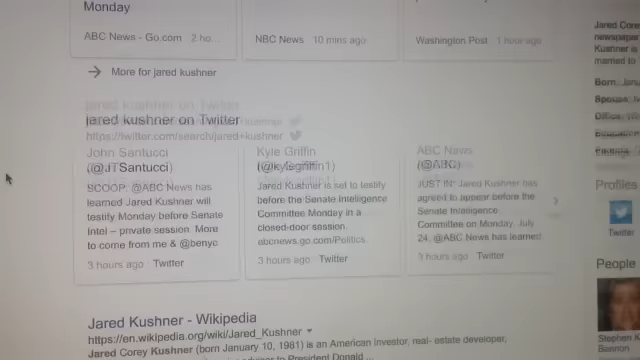 Monday
ABC News - Go.com 2 ho...
NBC News 10 mins ago
Washington Post 1 hour ago
→ More for jared kushner
jared kushner on Twitter
https://twitter.com/search/jared+kushner
John Santucci
(@JTSantucci)
SCOOP: @ABC News has
learned Jared Kushner will
testify Monday before Senate
Intel – private session. More
to come from me & @benyc
3 hours ago Twitter
Kyle Griffin
(@kylegriffin1)
Jared Kushner is set to testify
before the Senate Intelligence
Committee Monday in a
closed-door session.
abcnews.go.com/Politics
3 hours ago Twitter
ABC News
(@ABC)
JUST IN: Jared Kushner has
agreed to appear before the
Senate Intelligence
Committee on Monday, July
24, @ABC News has learned
3 hours ago Twitter
Jared Kushner - Wikipedia
https://en.wikipedia.org/wiki/Jared_Kushner
Jared Corey Kushner (born January 10, 1981) is an American investor, real- estate developer,
to President Donald ...
Jared Core
newspaper
Kushner is
married to
Born: Janu
Spouse:
Office:
Education
Profiles
Twitter
People
Stephen K
Bannon